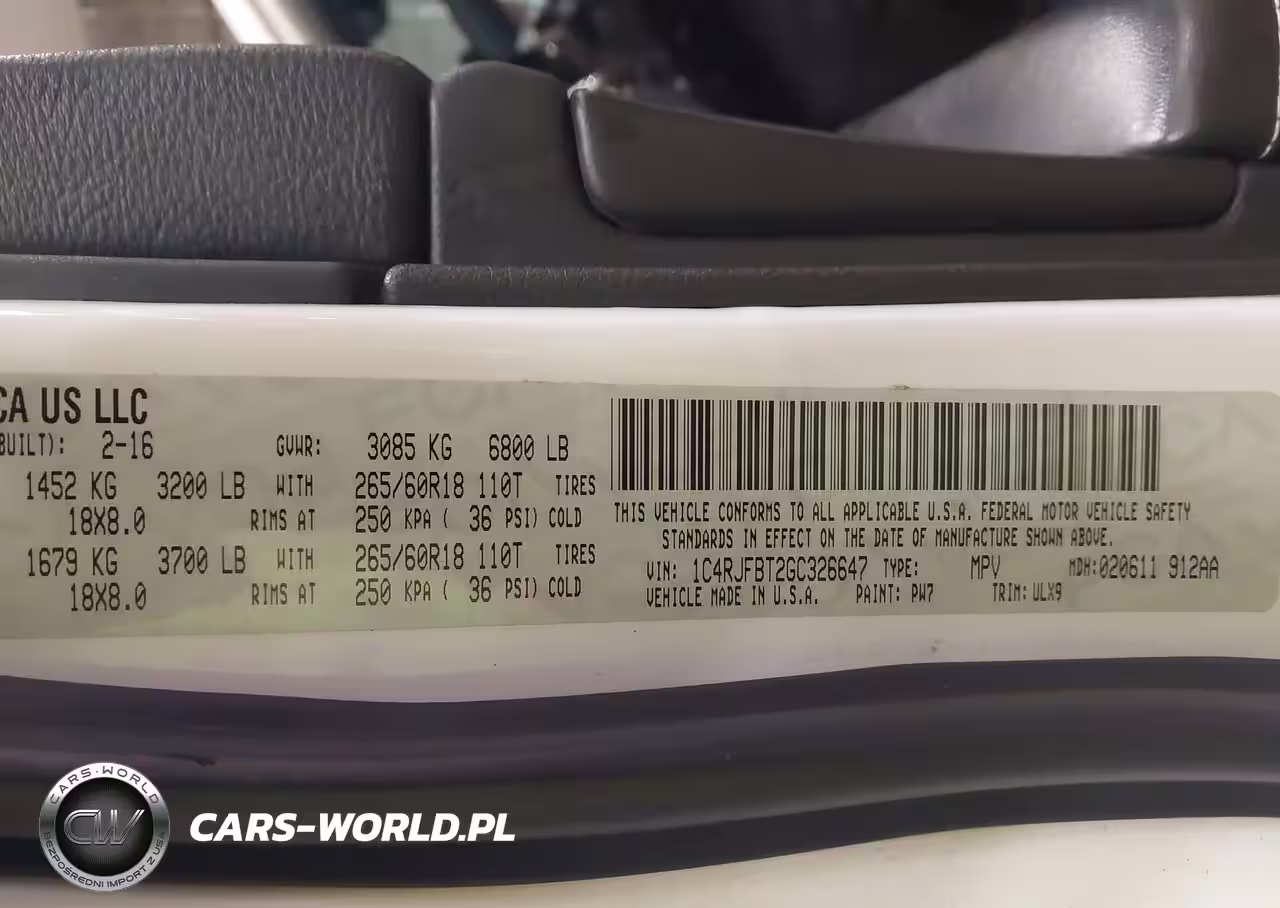 CA US LLC
BUILT): 2-16 GVWR: 3085 KG 6800 LB
1452 KG 3200 LB WITH 265/60R18 110T TIRES
18X8.0 RIMS AT 250 KPA ( 36 PSI) COLD
1679 KG 3700 LB WITH 265/60R18 110T TIRES
18X8.0 RIMS AT 250 KPA ( 36 PSI) COLD
THIS VEHICLE CONFORMS TO ALL APPLICABLE U.S.A. FEDERAL MOTOR VEHICLE SAFETY
STANDARDS IN EFFECT ON THE DATE OF MANUFACTURE SHOWN ABOVE.
VIN: 1C4RJFBT2GC326647 TYPE: MPV MDH:020611 912AA
VEHICLE MADE IN U.S.A. PAINT: PW7 TRIM:ULX9
CARS-WORLD
CW
BEZPOŚREDNI IMPORT Z USA
CARS-WORLD.PL